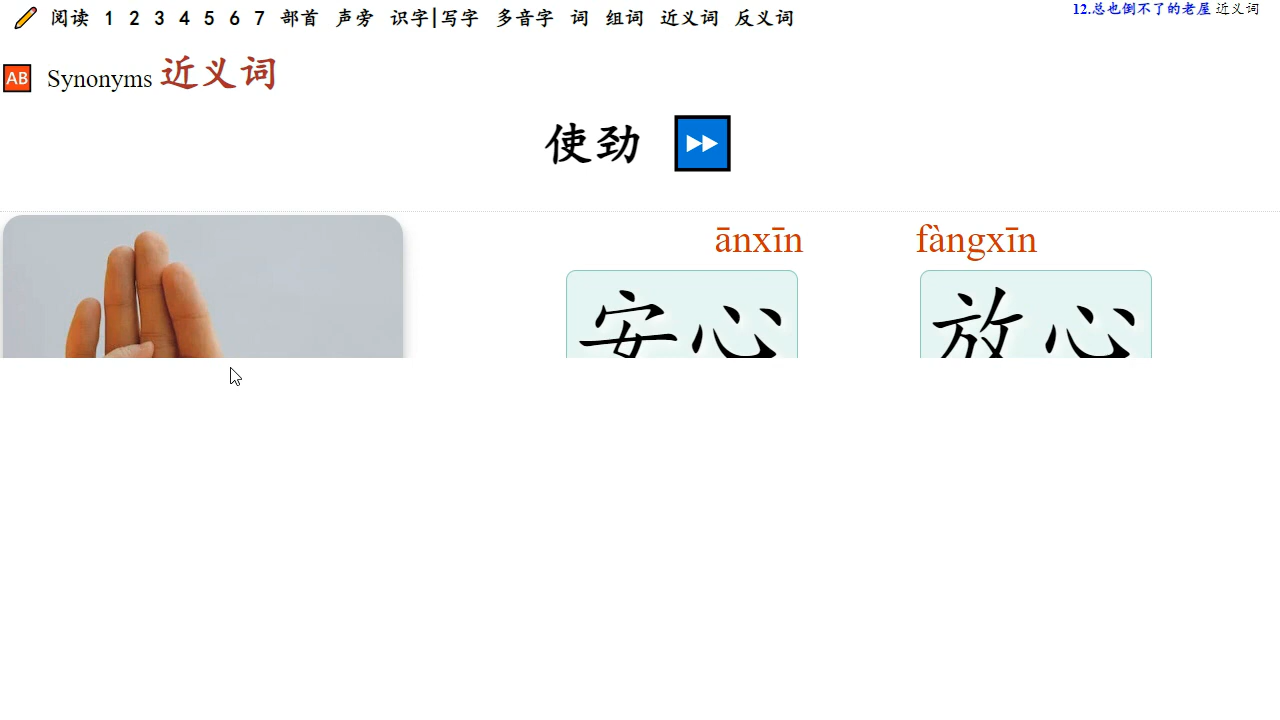 阅读 1 2 3 4 5 6 7 部首 声旁 识字|写字 多音字 词 组词 近义词 反义词
12.总也倒不了的老屋 近义词
AB Synonyms 近义词
使劲
ānxīn fàngxīn
安心 放心